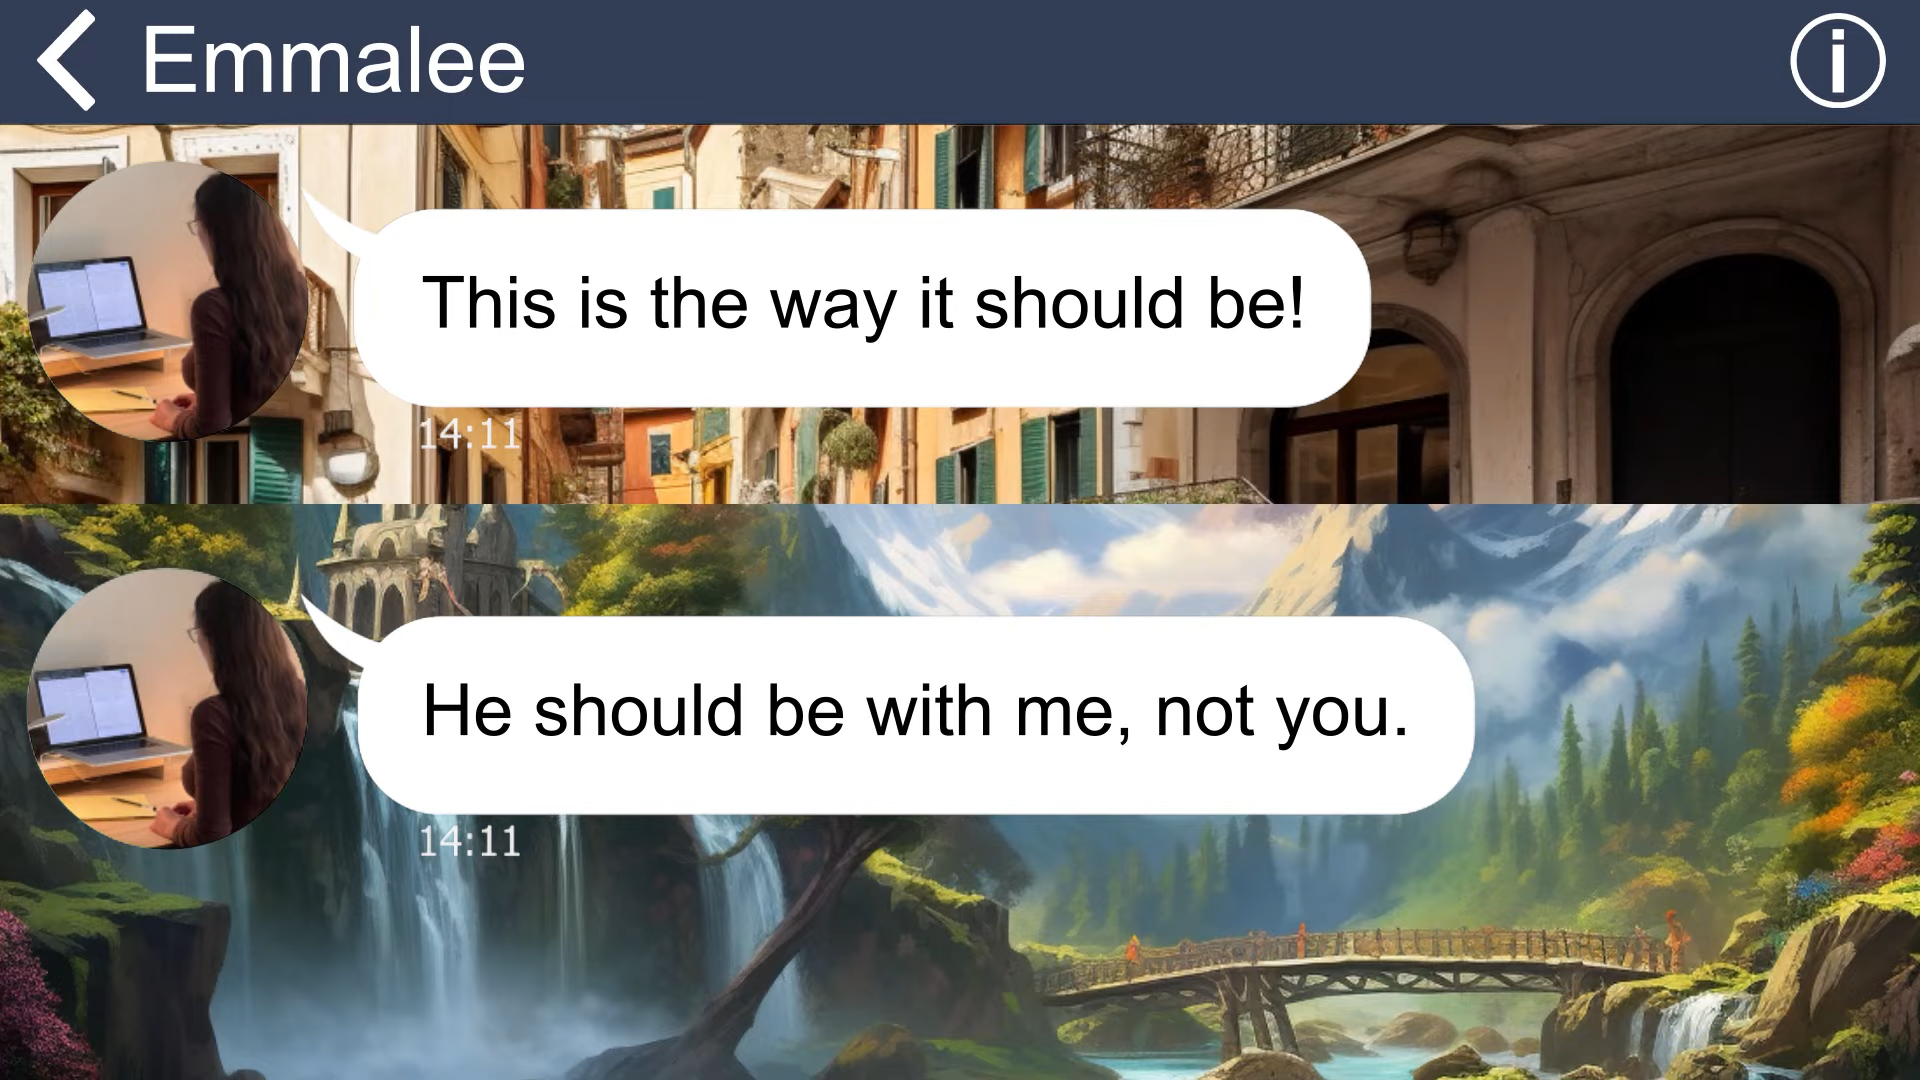 Emmalee
This is the way it should be!
14:11
He should be with me, not you.
14:11